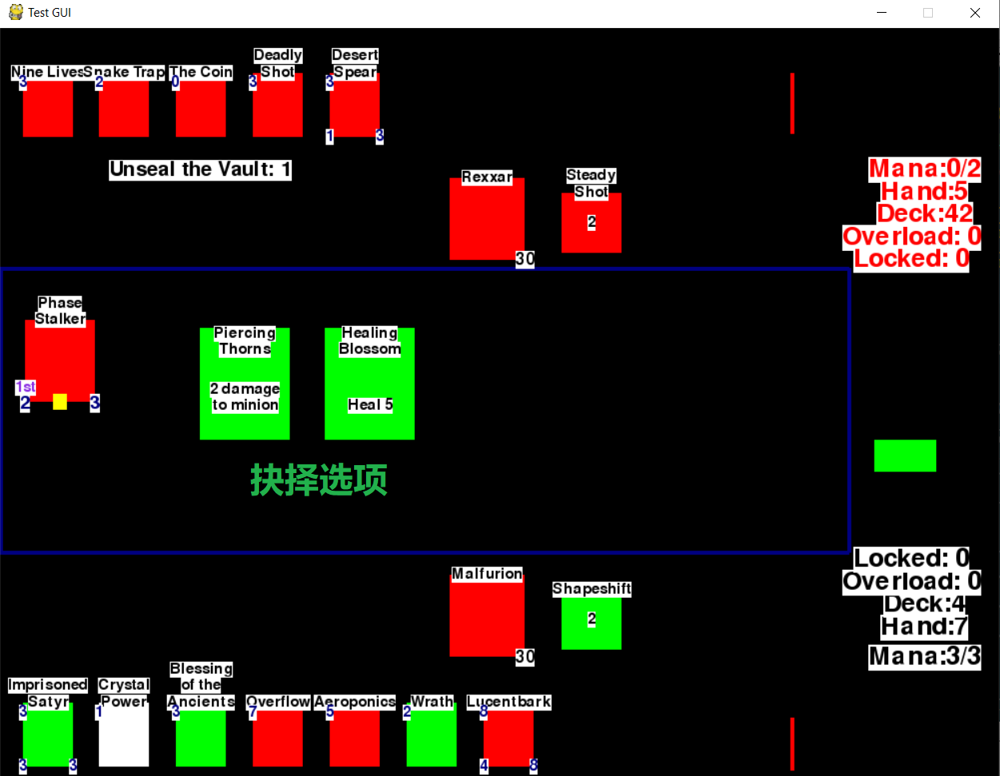 Test GUI
Nine Lives
3
Snake Trap
2
The Coin
0
Deadly
Shot
3
Desert
Spear
3
1
3
Unseal the Vault: 1
Rexxar
30
Steady
Shot
2
Mana:0/2
Hand:5
Deck:42
Overload: 0
Locked: 0
Phase
Stalker
1st
2
3
Piercing
Thorns
2 damage
to minion
Healing
Blossom
Heal 5
抉择选项
Malfurion
30
Shapeshift
2
Locked: 0
Overload: 0
Deck:4
Hand:7
Mana:3/3
Imprisoned
Satyr
3
3
3
Crystal
Power
1
Blessing
of the
Ancients
3
Overflow
7
Aeroponics
5
Wrath
2
Lucentbark
8
4
8